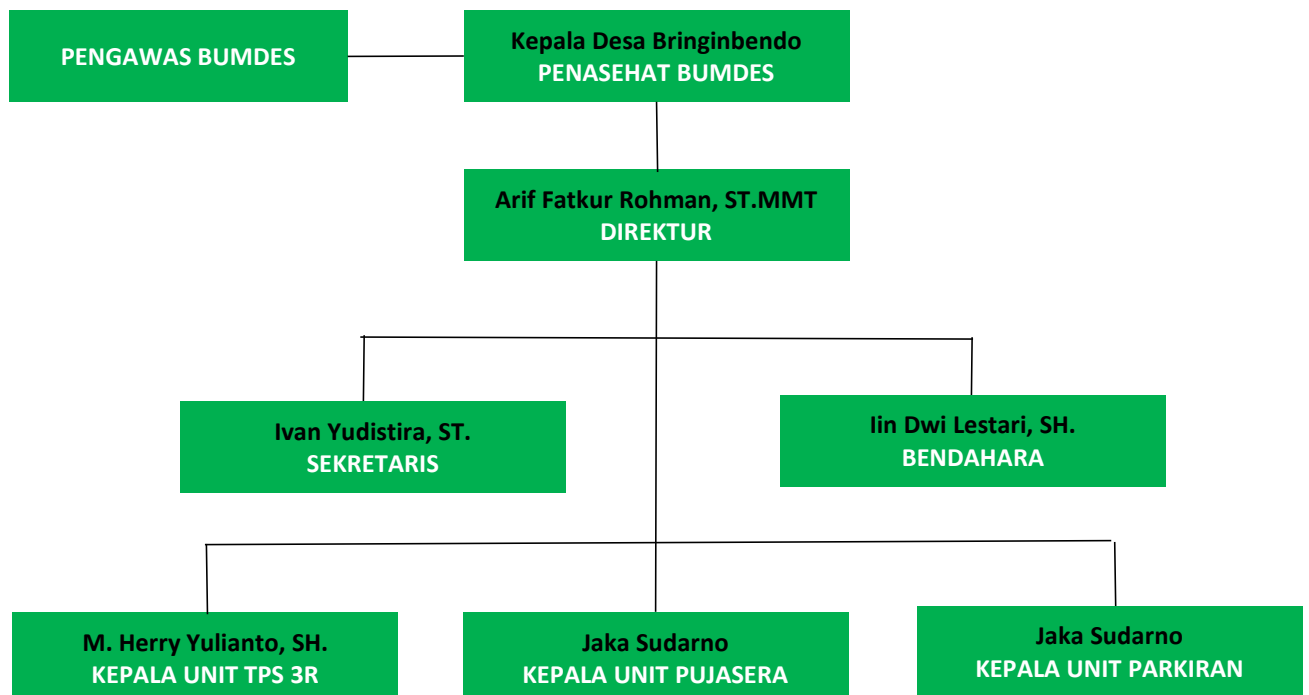 PENGAWAS BUMDES
Kepala Desa Bringinbendo
PENASEHAT BUMDES
Arif Fatkur Rohman, ST.MMT
DIREKTUR
Ivan Yudistira, ST.
SEKRETARIS
Iin Dwi Lestari, SH.
BENDAHARA
M. Herry Yulianto, SH.
KEPALA UNIT TPS 3R
Jaka Sudarno
KEPALA UNIT PUJASERA
Jaka Sudarno
KEPALA UNIT PARKIRAN